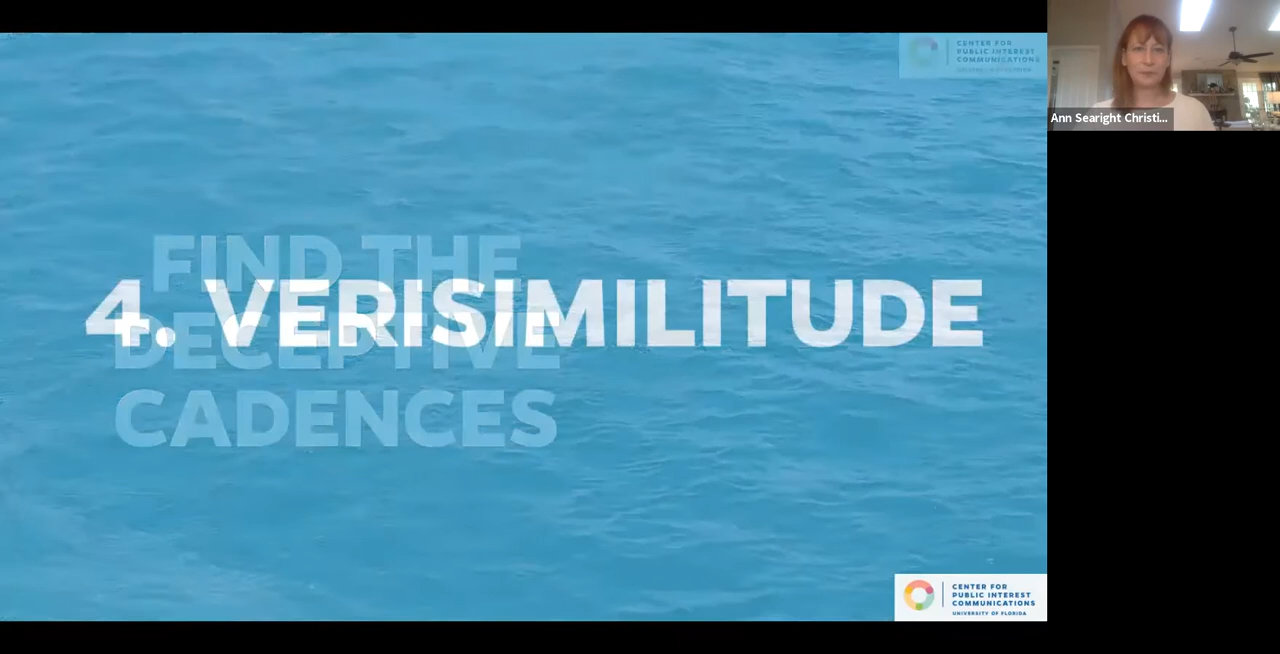 CENTER FOR
PUBLIC INTEREST
COMMUNICATIONS
Ann Searight Christi...
FIND THE
4. VERISIMILITUDE
DECEPTIVE
CADENCES
CENTER FOR
PUBLIC INTEREST
COMMUNICATIONS
UNIVERSITY OF FLORIDA